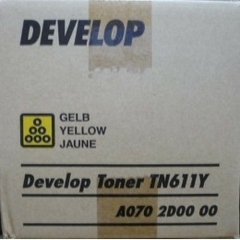 DEVELOP
GELB
YELLOW
JAUNE
Develop Toner TN611Y
A070 2D00 00